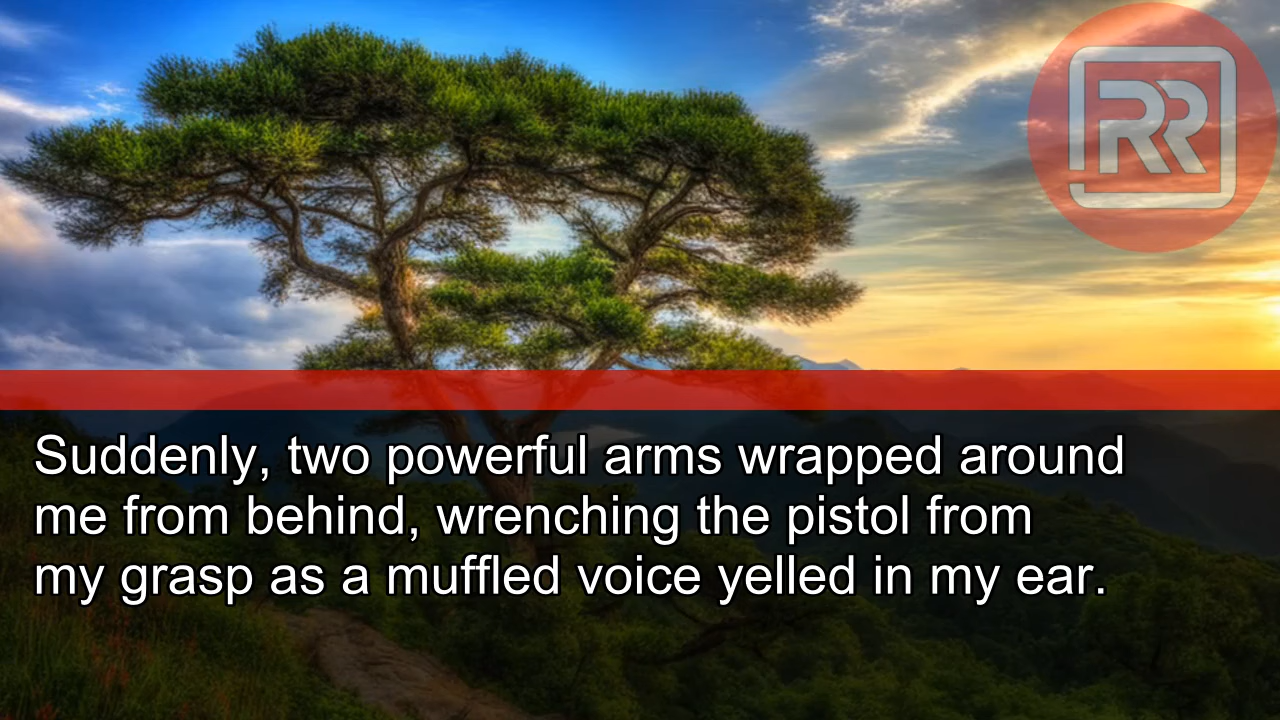 RR
Suddenly, two powerful arms wrapped around
me from behind, wrenching the pistol from
my grasp as a muffled voice yelled in my ear.